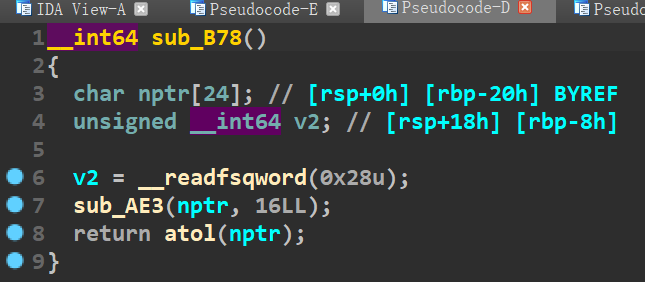 IDA View-A Pseudocode-E Pseudocode-D Pseudo
1 __int64 sub_B78()
2 {
3 char nptr[24]; // [rsp+0h] [rbp-20h] BYREF
4 unsigned __int64 v2; // [rsp+18h] [rbp-8h]
5
6 v2 = __readfsqword(0x28u);
7 sub_AE3(nptr, 16LL);
8 return atol(nptr);
9 }